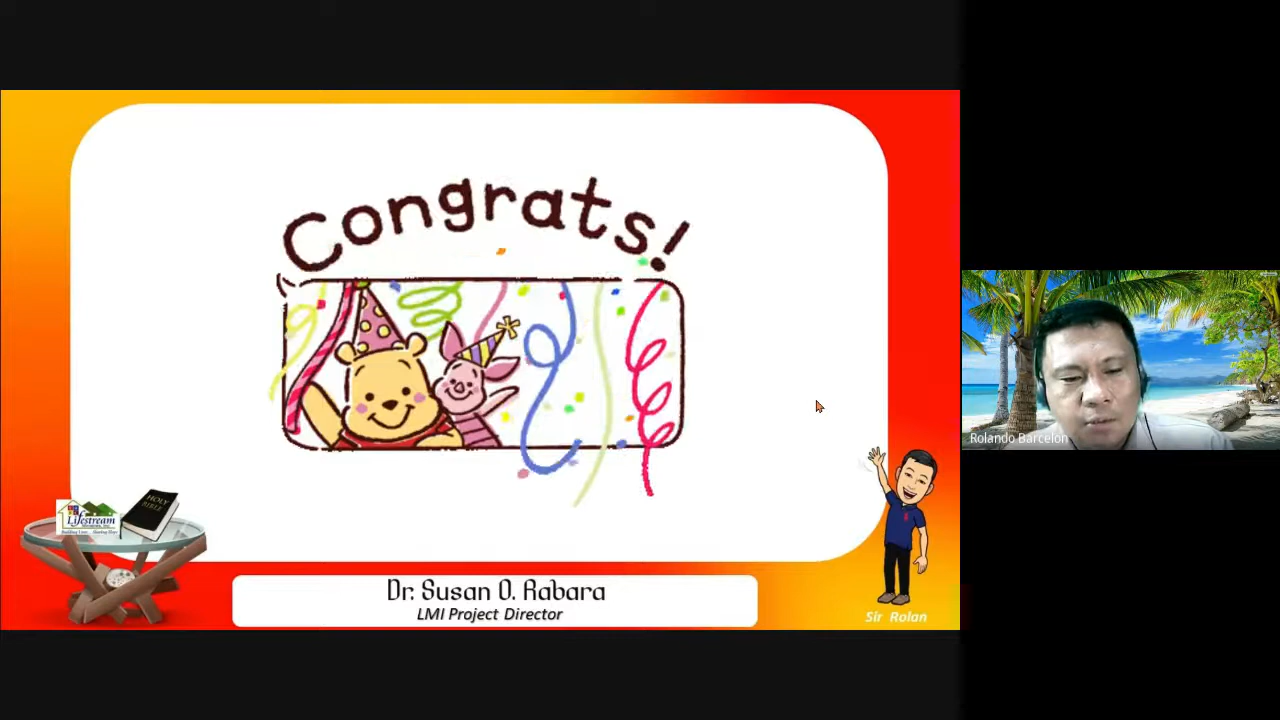 Congrats!
HOLY
BIBLE
Lifestream
Dr. Susan O. Rabara
LMI Project Director
Sir Rolan
Rolando Barcelon